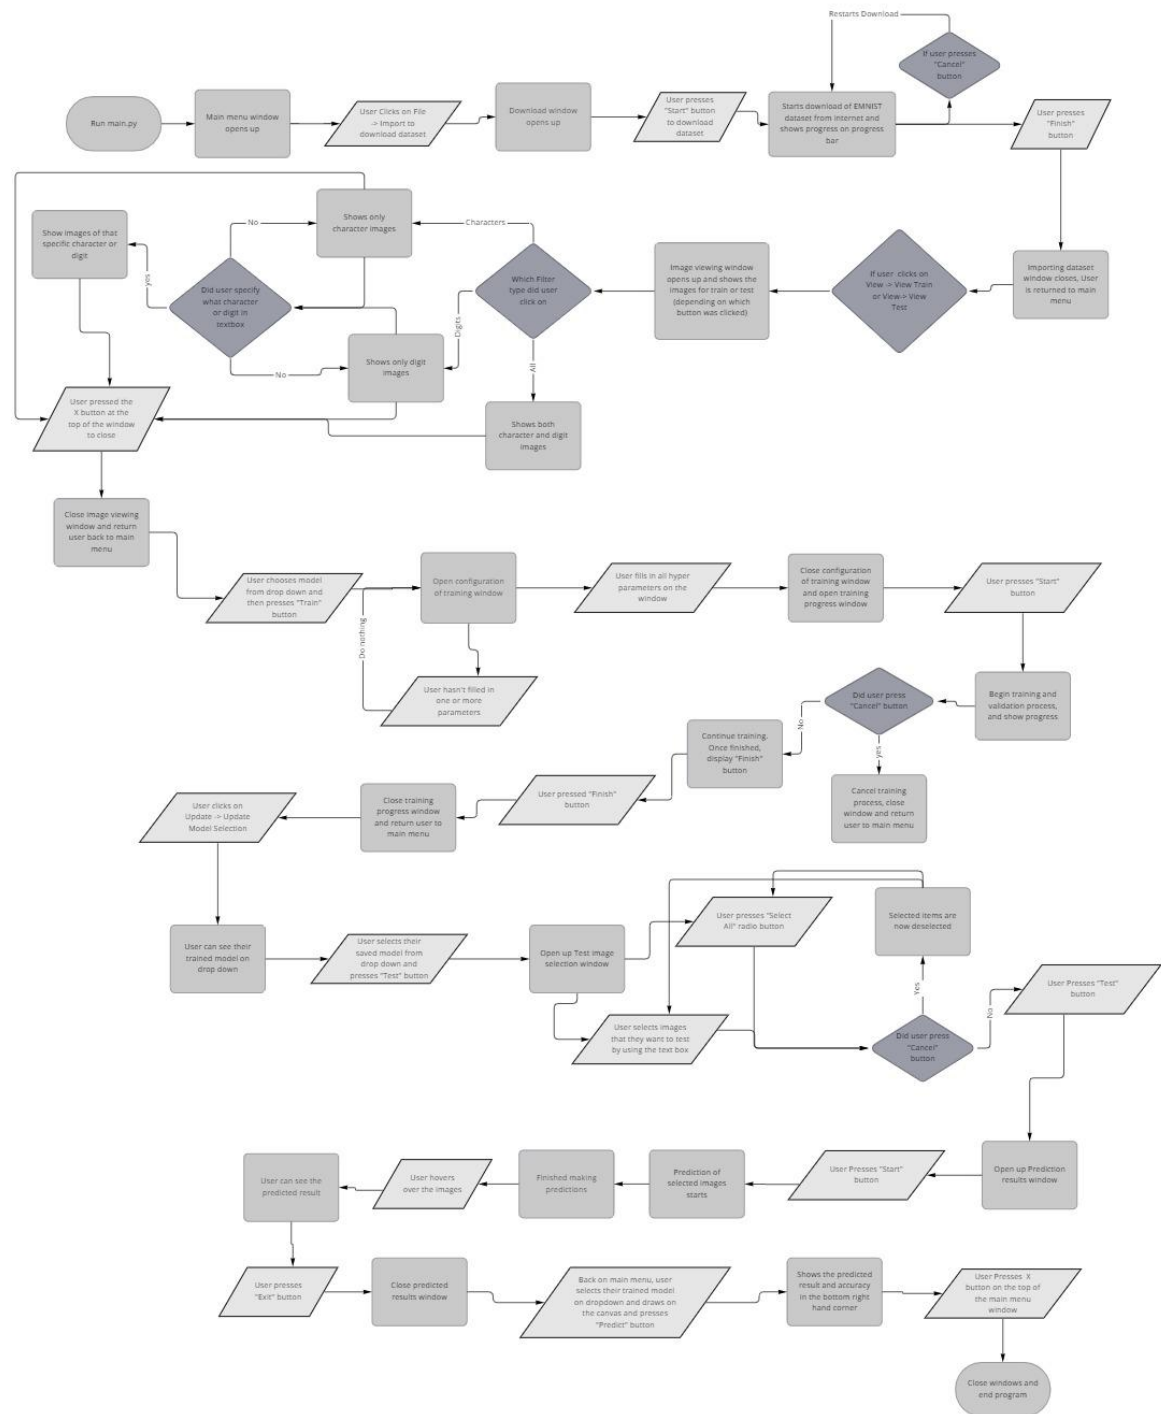 Restarts Download
If user presses
"Cancel"
button
Run main.py
Main menu window
opens up
User Clicks on File
-> Import to
download dataset
Download window
opens up
User presses
"Start" button
to download
dataset
Starts download of EMNIST
dataset from internet and
shows progress on progress
bar
User presses
"Finish"
button
Show images of that
specific character or
digit
yes
Did user specify
what character
or digit in
textbox
No
No
Shows only
character images
Shows only digit
images
Characters
Digits
All
Which Filter
type did user
click on
Shows both
character and digit
images
Image viewing window
opens up and shows the
images for train or test
(depending on which
button was clicked)
If user clicks on
View -> View Train
or View-> View
Test
Importing dataset
window closes, User
is returned to main
menu
User pressed the
X button at the
top of the window
to close
Close image viewing
window and return
user back to main
menu
User chooses model
from drop down and
then presses "Train"
button
Open configuration
of training window
Do nothing
User hasn't filled in
one or more
parameters
User fills in all hyper
parameters on the
window
Close configuration
of training window
and open training
progress window
User presses "Start"
button
Begin training and
validation process,
and show progress
Did user press
"Cancel" button
No
yes
Continue training.
Once finished,
display "Finish"
button
Cancel training
process, close
window and return
user to main menu
User pressed "Finish"
button
Close training
progress window
and return user to
main menu
User clicks on
Update -> Update
Model Selection
User can see their
trained model on
drop down
User selects their
saved model from
drop down and
presses "Test" button
Open up Test image
selection window
User presses "Select
All" radio button
User selects images
that they want to test
by using the text box
Selected items are
now deselected
Yes
Did user press
"Cancel"
button
No
User Presses "Test"
button
Open up Prediction
results window
User Presses "Start"
button
Prediction of
selected images
starts
Finished making
predictions
User hovers
over the images
User can see the
predicted result
User presses
"Exit" button
Close predicted
results window
Back on main menu, user
selects their trained model
on dropdown and draws on
the canvas and presses
"Predict" button
Shows the predicted
result and accuracy
in the bottom right
hand corner
User Presses X
button on the top of
the main menu
window
Close windows and
end program